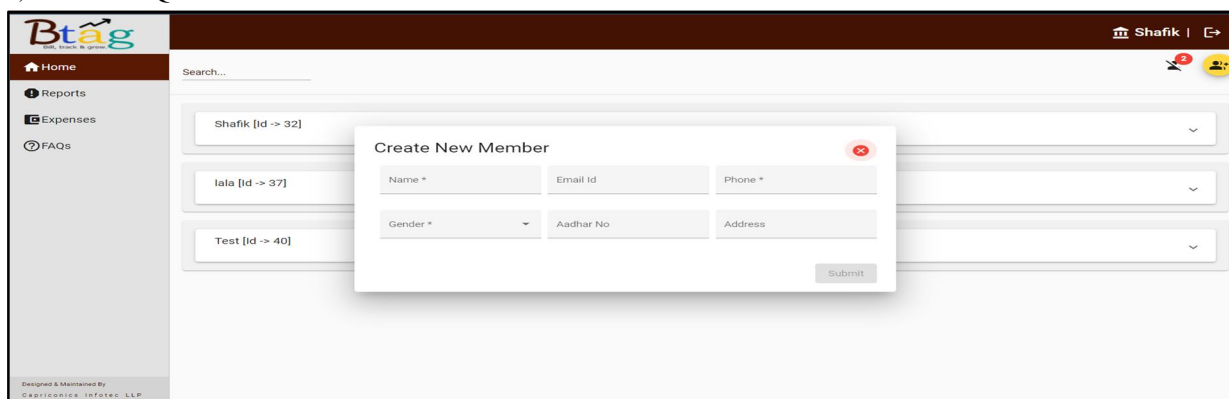 Btag
Bill, track & grow.
Shafik |
Home
Search...
2
Reports
Expenses
FAQs
Shafik [Id -> 32]
lala [Id -> 37]
Test [Id -> 40]
Create New Member
Name *
Email Id
Phone *
Gender *
Aadhar No
Address
Submit
Designed & Maintained By
Capriconics Infotec LLP